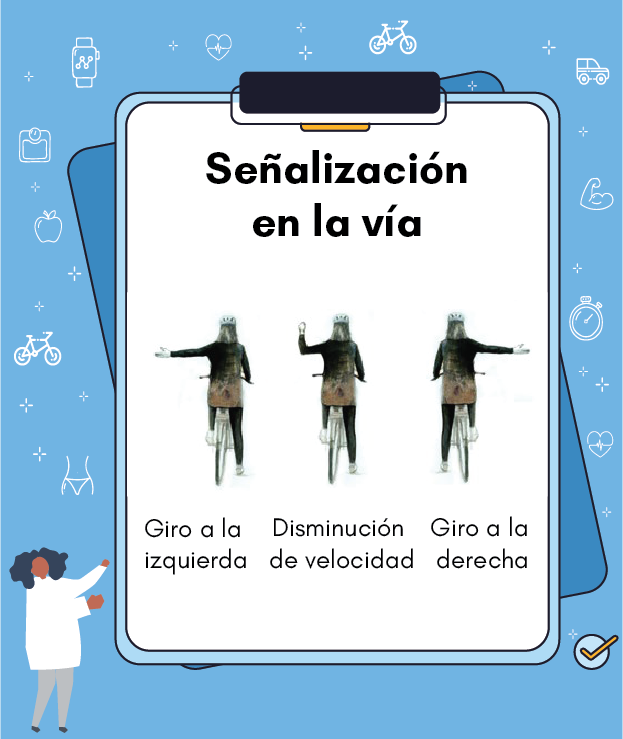 Señalización
en la vía
Giro a la
izquierda
Disminución
de velocidad
Giro a la
derecha